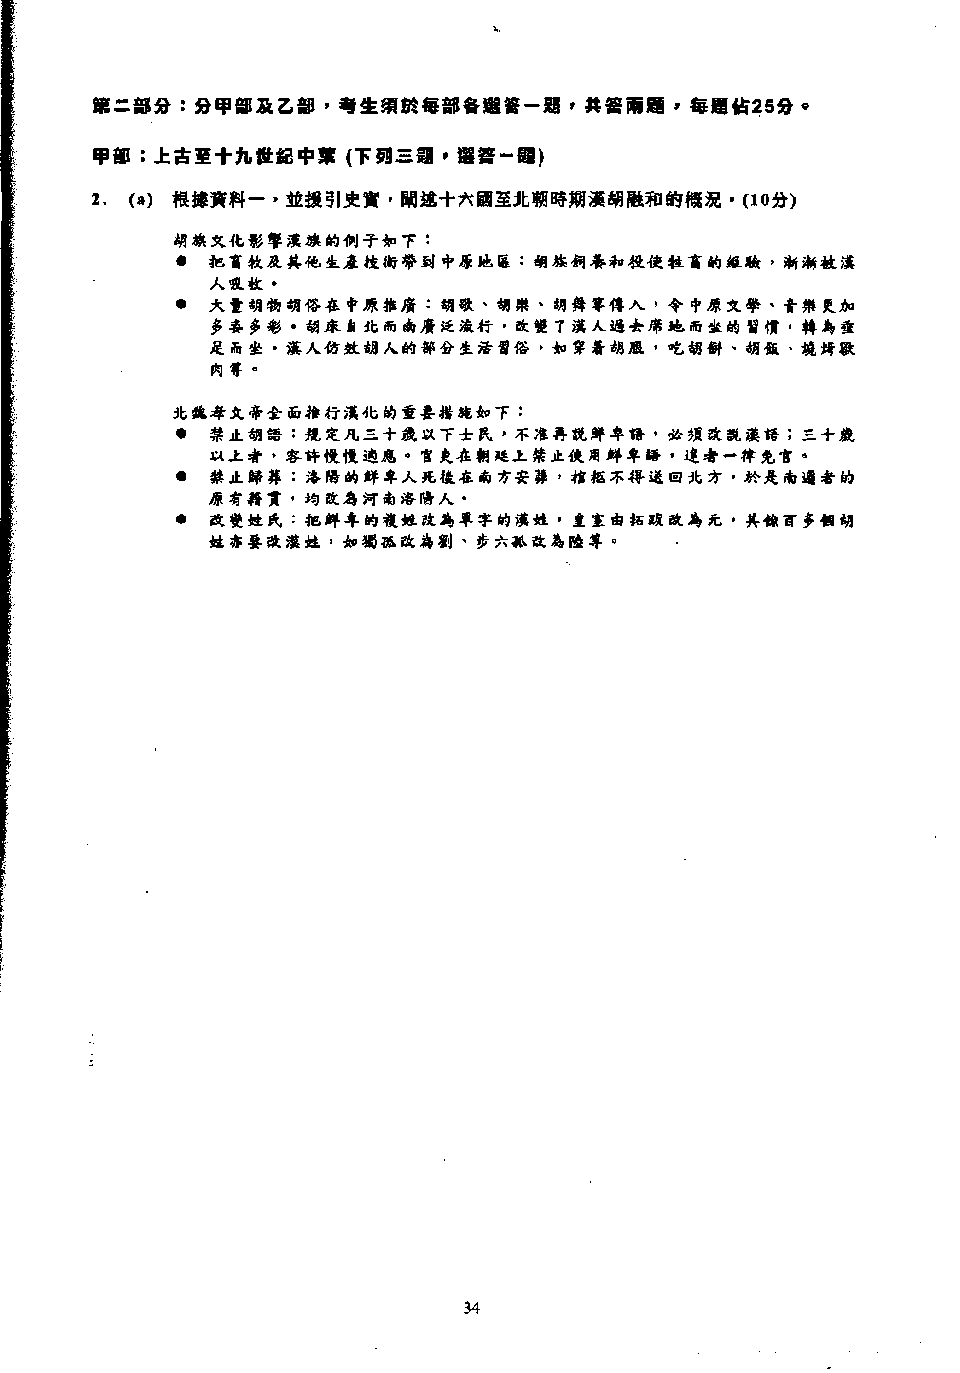 第二部分：分甲部及乙部，考生須於每部各選答一題，共答兩題，每題佔25分。
甲部：上古至十九世紀中葉 (下列三題，選答一題)
2. (a) 根據資料一，並援引史實，闡述十六國至北朝時期漢胡融和的概況。(10分)
胡族文化影響漢族的例子如下：
● 把畜牧及其他生產技術帶到中原地區：胡族飼養和役使牲畜的經驗，漸漸被漢
人吸收。
● 大量胡物胡俗在中原推廣：胡歌、胡樂、胡舞等傳入，令中原文學、音樂更加
多姿多彩。胡床自北而南廣泛流行，改變了漢人過去席地而坐的習慣，轉為垂
足而坐。漢人仿效胡人的部分生活習俗，如穿着胡服，吃胡餅、胡飯、燒烤獸
肉等。
北魏孝文帝全面推行漢化的重要措施如下：
● 禁止胡語：規定凡三十歲以下士民，不准再說鮮卑語，必須改說漢語；三十歲
以上者，容許慢慢適應。官吏在朝廷上禁止使用鮮卑語，違者一律免官。
● 禁止歸葬：洛陽的鮮卑人死後在南方安葬，棺柩不得送回北方，於是南遷者的
原有籍貫，均改為河南洛陽人。
● 改變姓氏：把鮮卑的複姓改為單字的漢姓，皇室由拓跋改為元，其餘百多個胡
姓亦要改漢姓，如獨孤改為劉、步六孤改為陸等。
34